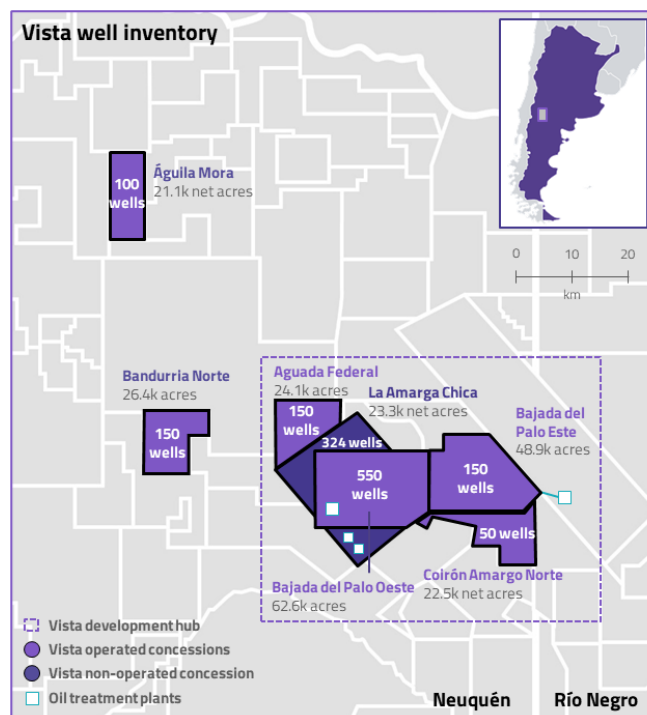 Vista well inventory
0 10 20
km
Águila Mora
21.1k net acres
100
wells
Bandurria Norte
26.4k acres
150
wells
Aguada Federal
24.1k acres
150
wells
La Amarga Chica
23.3k net acres
324 wells
Bajada del
Palo Este
48.9k acres
550
wells
150
wells
50 wells
Bajada del Palo Oeste
62.6k acres
Coirón Amargo Norte
22.5k net acres
Vista development hub
Vista operated concessions
Vista non-operated concession
Oil treatment plants
Neuquén
Río Negro